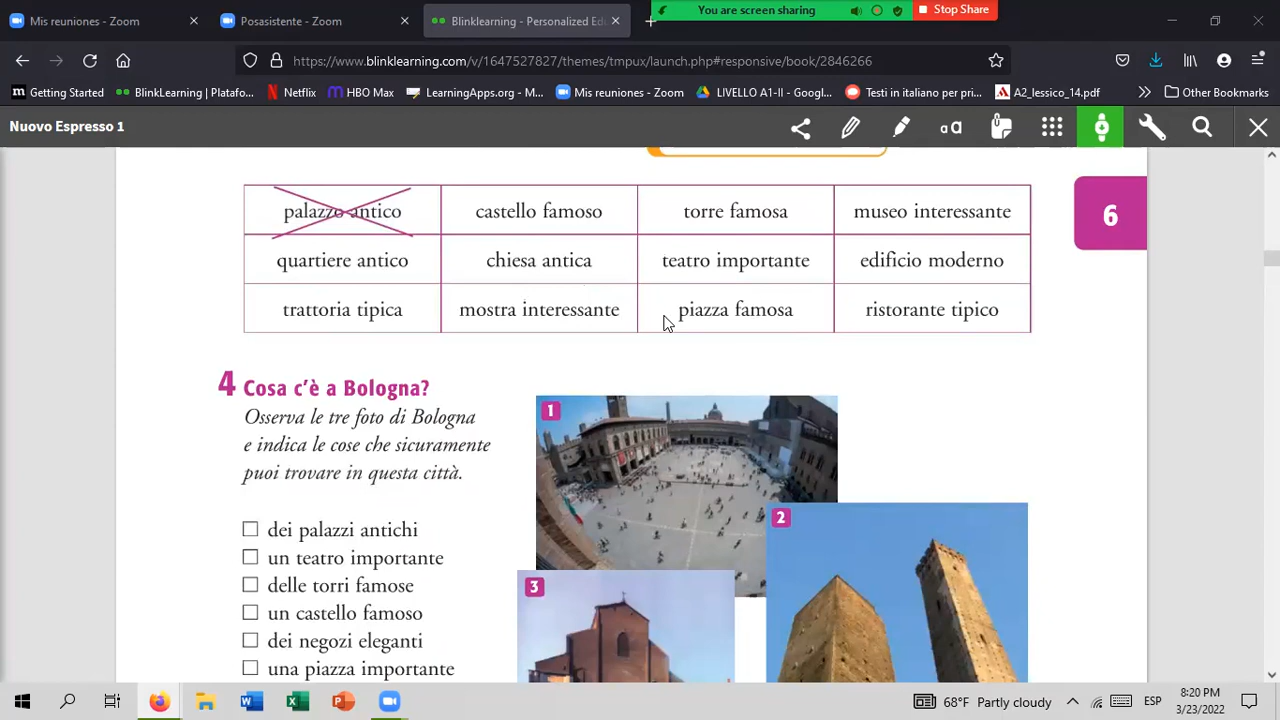 Mis reuniones - Zoom
Posasistente - Zoom
Blinklearning - Personalized Ed
You are screen sharing
Stop Share
https://www.blinklearning.com/v/1647527827/themes/tmpux/launch.php#responsive/book/2846266
Getting Started
BlinkLearning | Platafo...
Netflix
HBO Max
LearningApps.org - M...
Mis reuniones - Zoom
LIVELLO A1-II - Googl...
Testi in italiano per pri...
A2_lessico_14.pdf
Other Bookmarks
Nuovo Espresso 1
aa
palazzo antico castello famoso torre famosa museo interessante
6
quartiere antico chiesa antica teatro importante edificio moderno
trattoria tipica mostra interessante piazza famosa ristorante tipico
4 Cosa c'è a Bologna?
Osserva le tre foto di Bologna
e indica le cose che sicuramente
puoi trovare in questa città.
dei palazzi antichi
un teatro importante
delle torri famose
un castello famoso
dei negozi eleganti
una piazza importante
1
2
3
68°F Partly cloudy
ESP
8:20 PM
3/23/2022